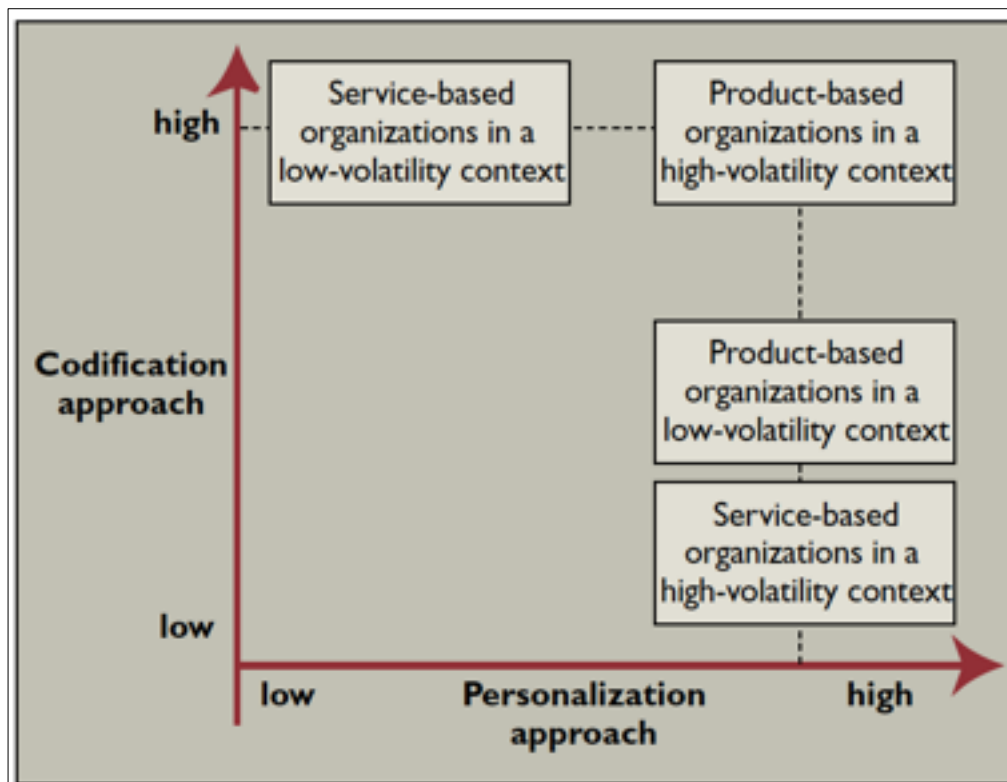 high
Service-based
organizations in a
low-volatility context
Product-based
organizations in a
high-volatility context
Codification
approach
Product-based
organizations in a
low-volatility context
Service-based
organizations in a
high-volatility context
low
low
Personalization
approach
high